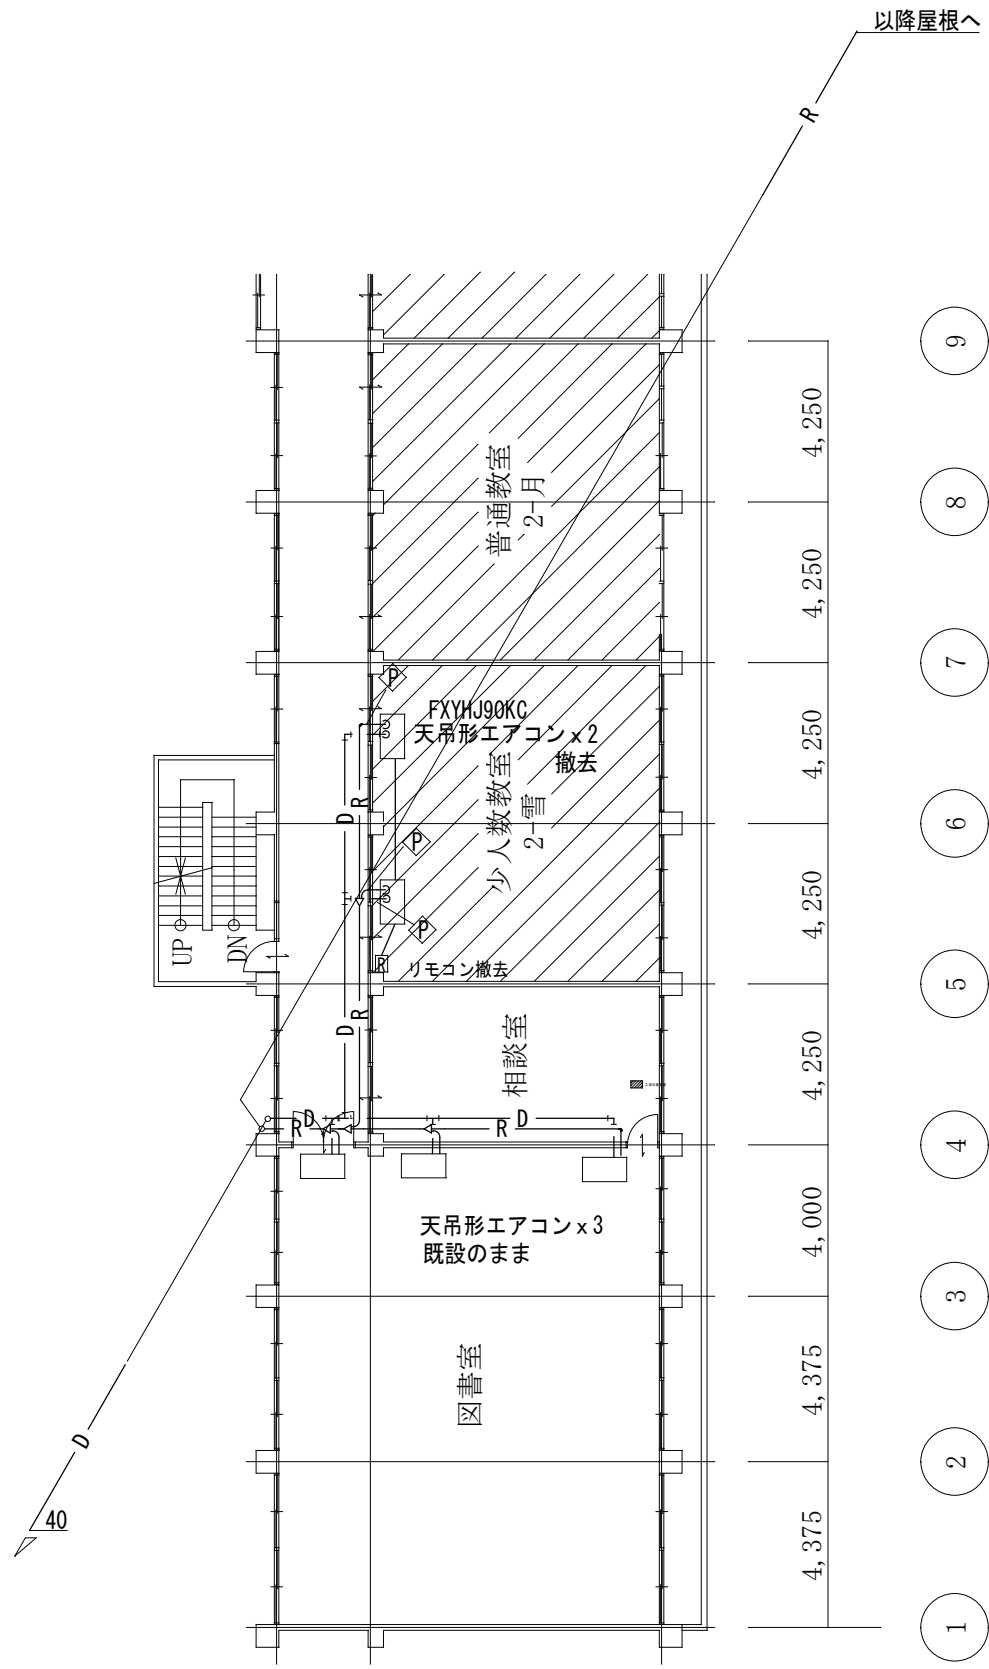 以降屋根へ
R
9
4,250
普通教室
2-月
8
4,250
7
P
FXYHJ90KC
天吊形エアコンx2
撤去
4,250
少人数教室
2-雪
R
D
6
P
4,250
P
UP
DN
R
リモコン撤去
5
R
D
相談室
4,250
D
R
D
R
4
天吊形エアコンx3
既設のまま
4,000
3
図書室
4,375
D
2
40
4,375
1